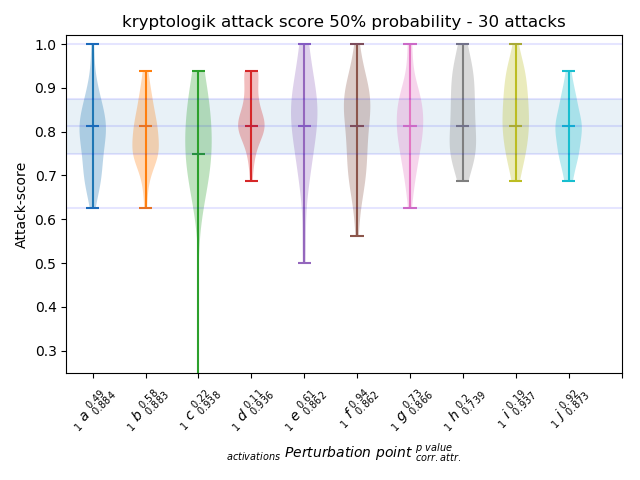 kryptologik attack score 50% probability - 30 attacks
Attack-score
1.0
0.9
0.8
0.7
0.6
0.5
0.4
0.3
1 a 0.49 0.884
1 b 0.58 0.883
1 c 0.2 0.938
1 d 0.11 0.936
1 e 0.61 0.862
1 f 0.94 0.862
1 g 0.73 0.866
1 h 0.2 0.739
1 i 0.19 0.937
1 j 0.92 0.873
activations Perturbation point p value corr. attr.